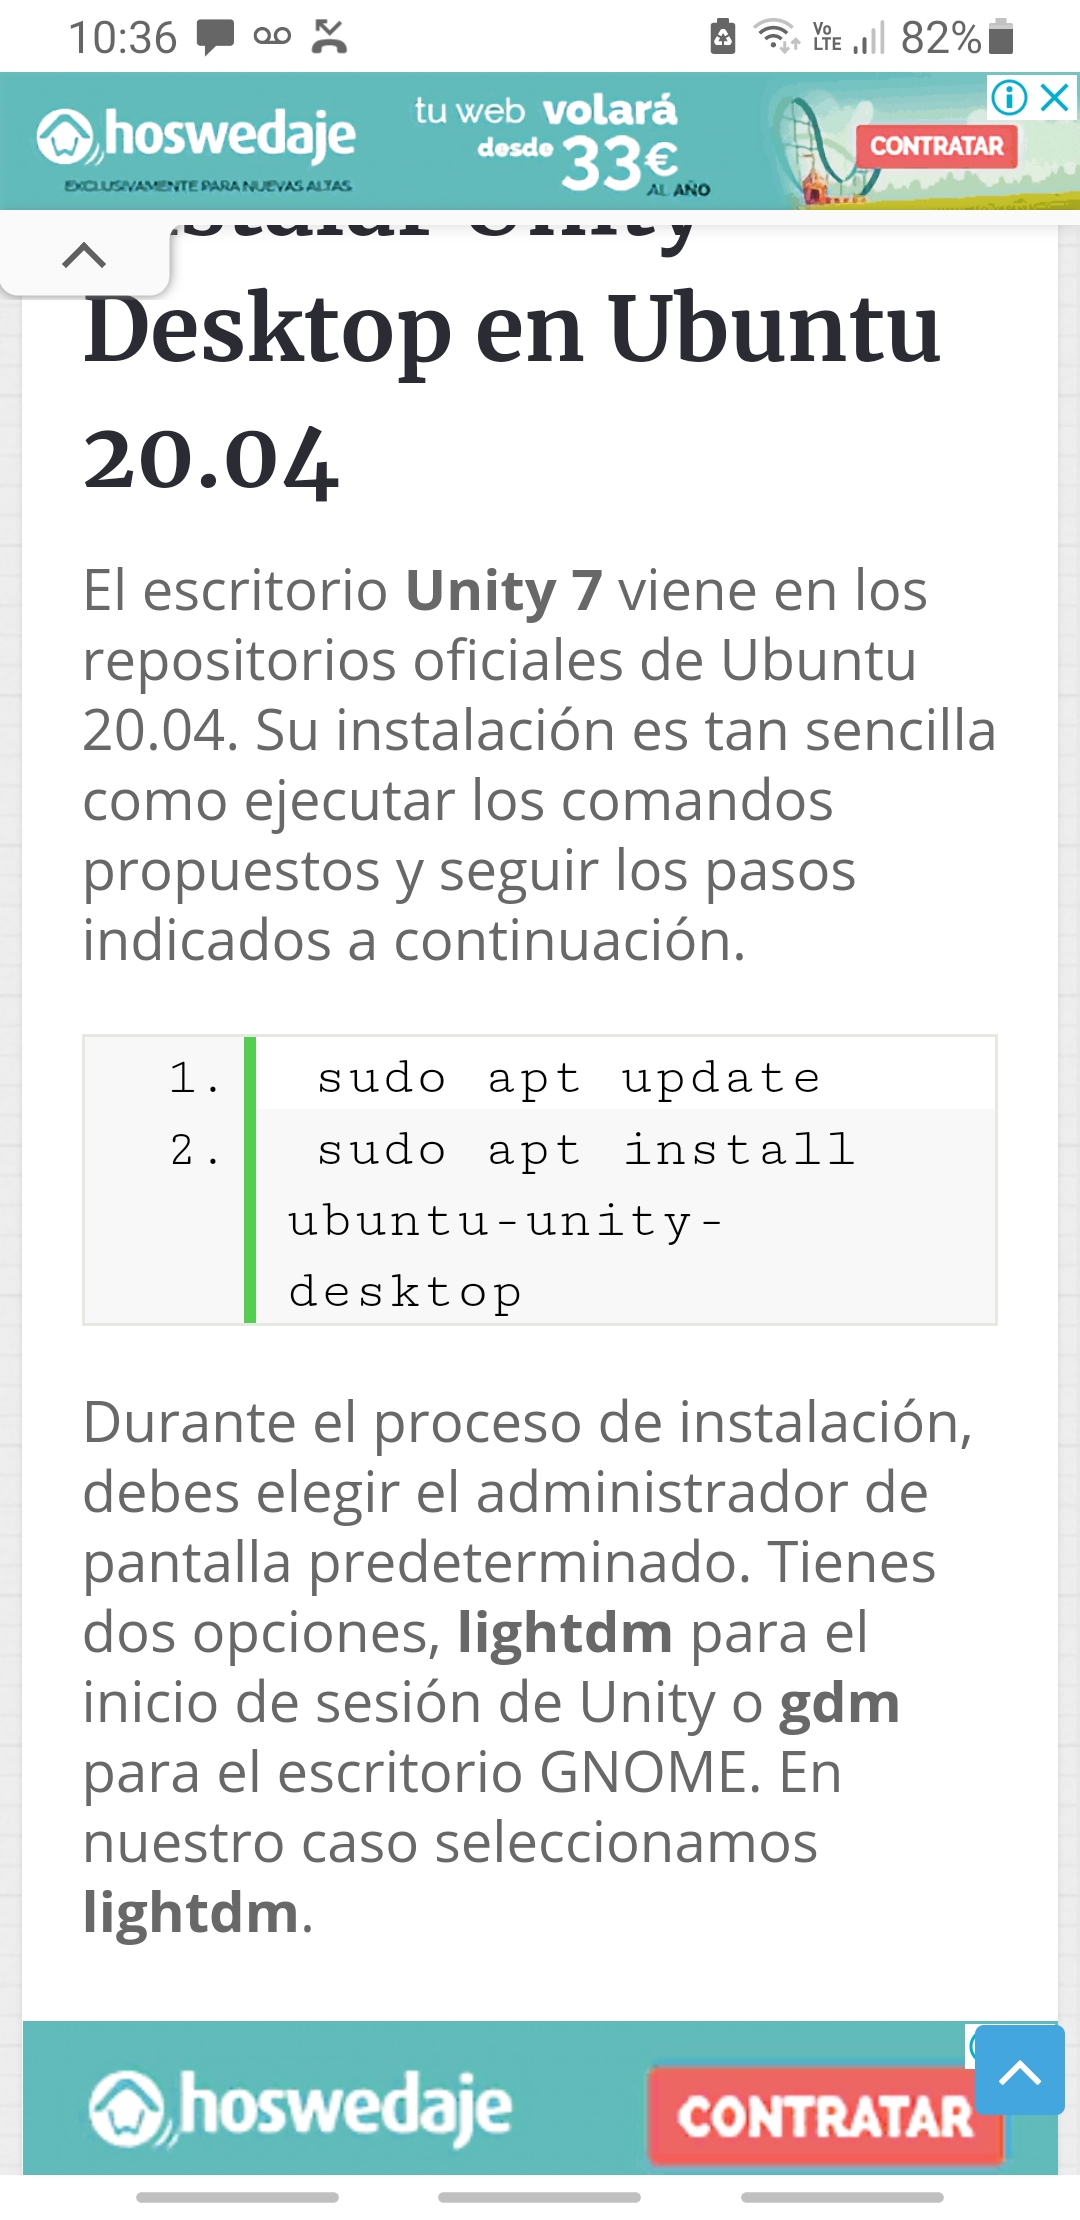 10:36
Vo
LTE
82%
hoswedaje
EXCLUSIVAMENTE PARA NUEVAS ALTAS
tu web volará
desde 33€
AL AÑO
CONTRATAR
Unity
Desktop en Ubuntu
20.04
El escritorio Unity 7 viene en los
repositorios oficiales de Ubuntu
20.04. Su instalación es tan sencilla
como ejecutar los comandos
propuestos y seguir los pasos
indicados a continuación.
1. sudo apt update
2. sudo apt install
ubuntu-unity-
desktop
Durante el proceso de instalación,
debes elegir el administrador de
pantalla predeterminado. Tienes
dos opciones, lightdm para el
inicio de sesión de Unity o gdm
para el escritorio GNOME. En
nuestro caso seleccionamos
lightdm.
hoswedaje
CONTRATAR